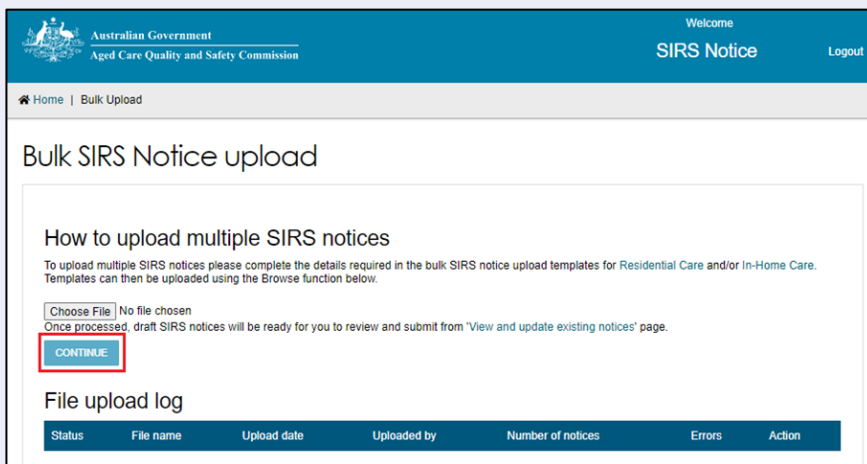 Australian Government
Aged Care Quality and Safety Commission
Welcome
SIRS Notice
Logout
Home | Bulk Upload
Bulk SIRS Notice upload
How to upload multiple SIRS notices
To upload multiple SIRS notices please complete the details required in the bulk SIRS notice upload templates for Residential Care and/or In-Home Care.
Templates can then be uploaded using the Browse function below.
Choose File No file chosen
Once processed, draft SIRS notices will be ready for you to review and submit from 'View and update existing notices' page.
CONTINUE
File upload log
Status File name Upload date Uploaded by Number of notices Errors Action